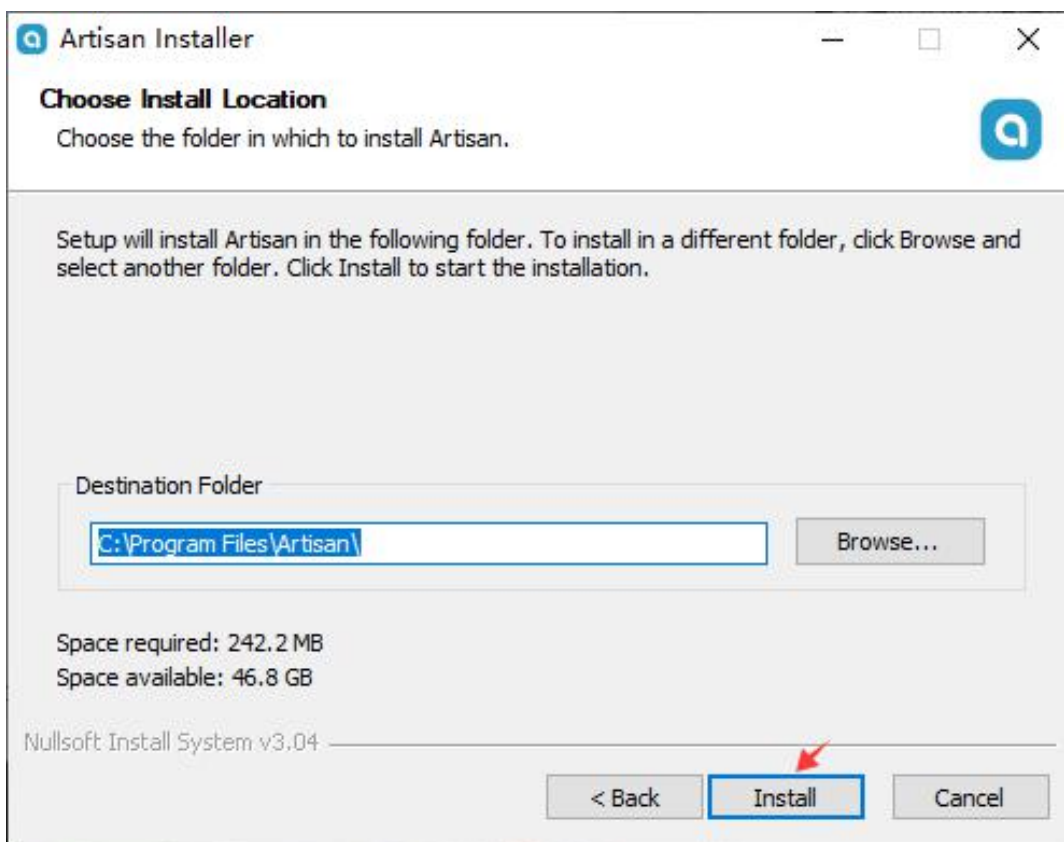 Artisan Installer
Choose Install Location
Choose the folder in which to install Artisan.
Setup will install Artisan in the following folder. To install in a different folder, click Browse and
select another folder. Click Install to start the installation.
Destination Folder
C:\Program Files\Artisan\
Browse...
Space required: 242.2 MB
Space available: 46.8 GB
Nullsoft Install System v3.04
< Back
Install
Cancel